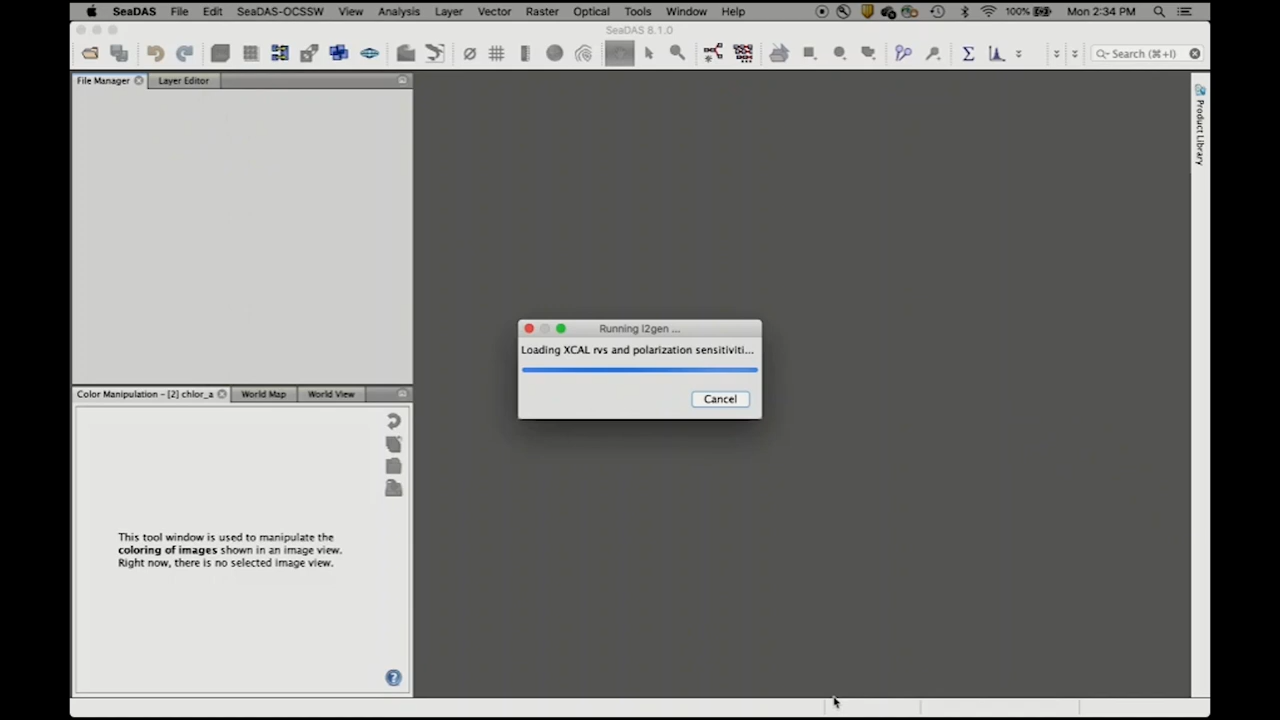 SeaDAS File Edit SeaDAS-OCSSW View Analysis Layer Vector Raster Optical Tools Window Help 100% Mon 2:34 PM
SeaDAS 8.1.0
Search (⌘+I)
File Manager Layer Editor
Product Library
Running l2gen ...
Loading XCAL rvs and polarization sensitiviti...
Cancel
Color Manipulation - [2] chlor_a World Map World View
This tool window is used to manipulate the
coloring of images shown in an image view.
Right now, there is no selected image view.
?